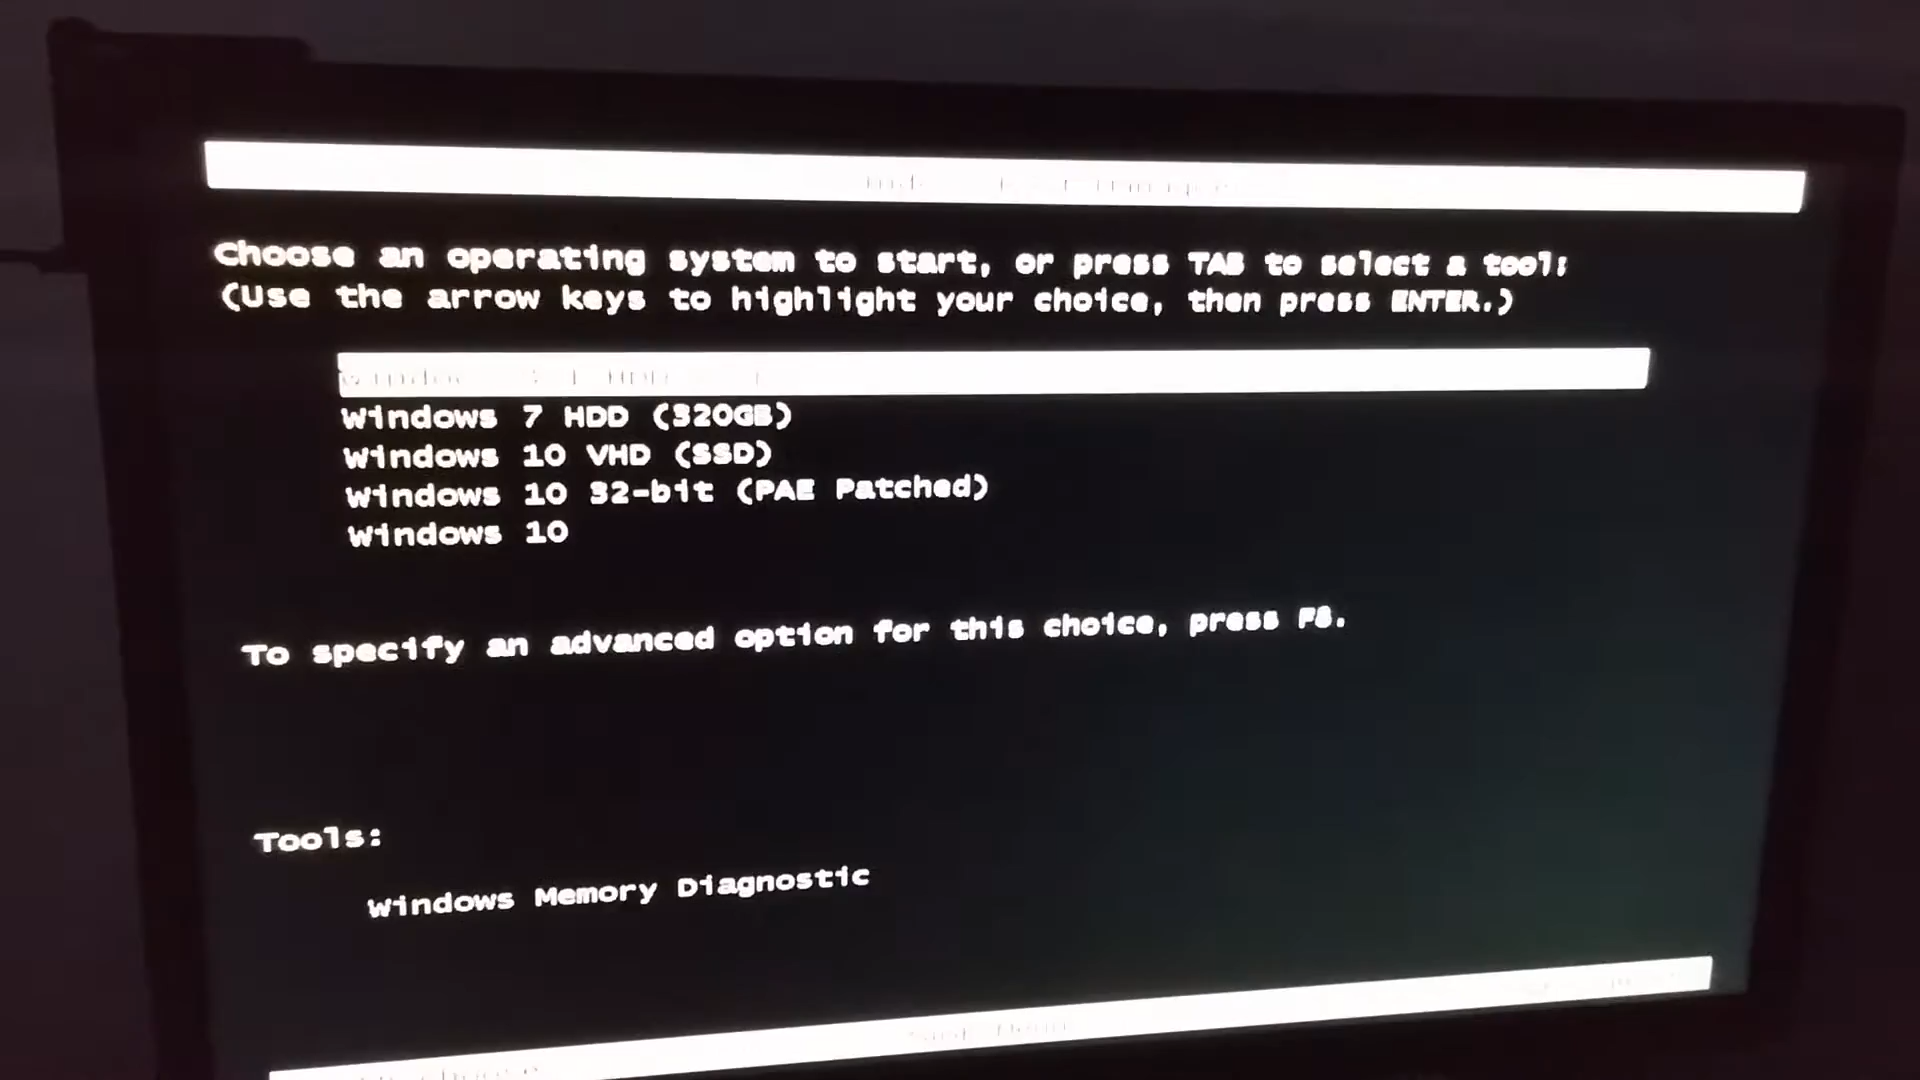 Choose an operating system to start, or press TAB to select a tool:
(Use the arrow keys to highlight your choice, then press ENTER.)
Windows 7 HDD (320GB)
Windows 10 VHD (SSD)
Windows 10 32-bit (PAE Patched)
Windows 10
To specify an advanced option for this choice, press F8.
Tools:
Windows Memory Diagnostic